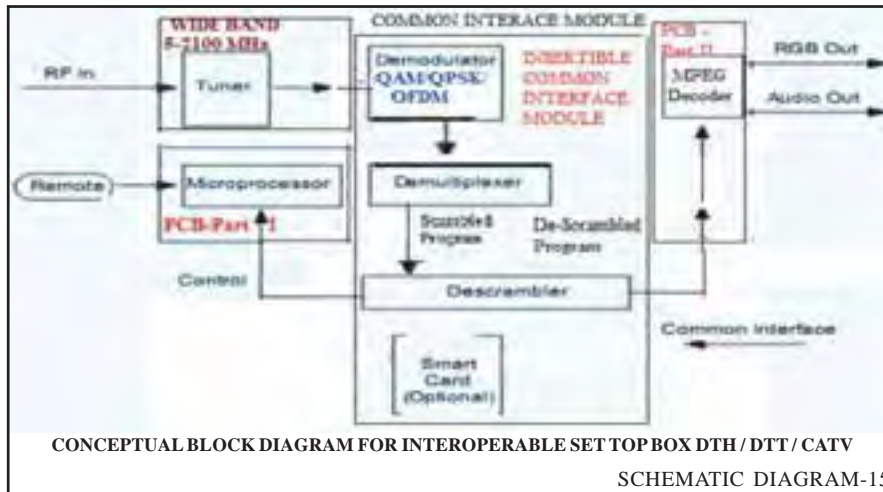 WIDE BAND
5-2100 MHz
COMMON INTERACE MODULE
RF In
Tuner
Demodulator
QAM/QPSK/
OFDM
INSERTIBLE
COMMON
INTERFACE
MODULE
PCB -
Part II
MPEG
Decoder
RGB Out
Audio Out
Remote
Microprocessor
PCB-Part I
Demultiplexer
Scrambled
Program
De-Scrambled
Program
Control
Descrambler
Common Interface
Smart
Card
(Optional)
CONCEPTUAL BLOCK DIAGRAM FOR INTEROPERABLE SET TOP BOX DTH / DTT / CATV
SCHEMATIC DIAGRAM-15